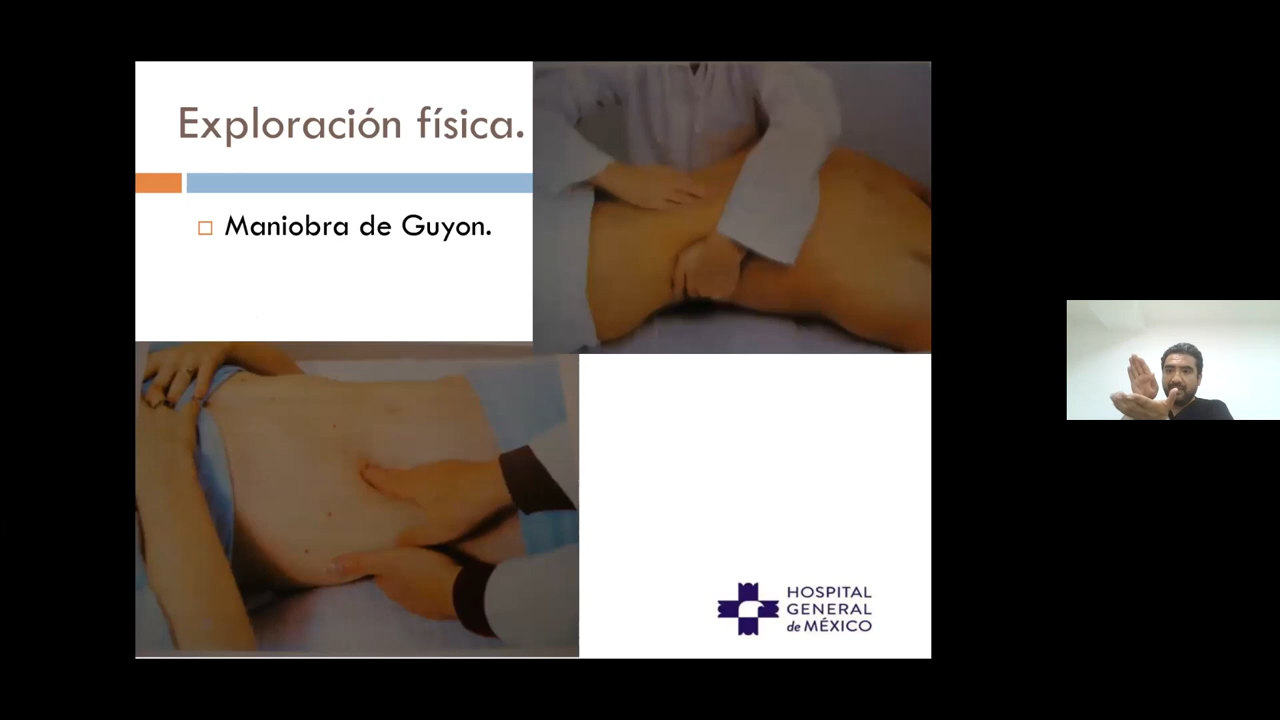 Exploración física.
Maniobra de Guyon.
HOSPITAL
GENERAL
de MÉXICO